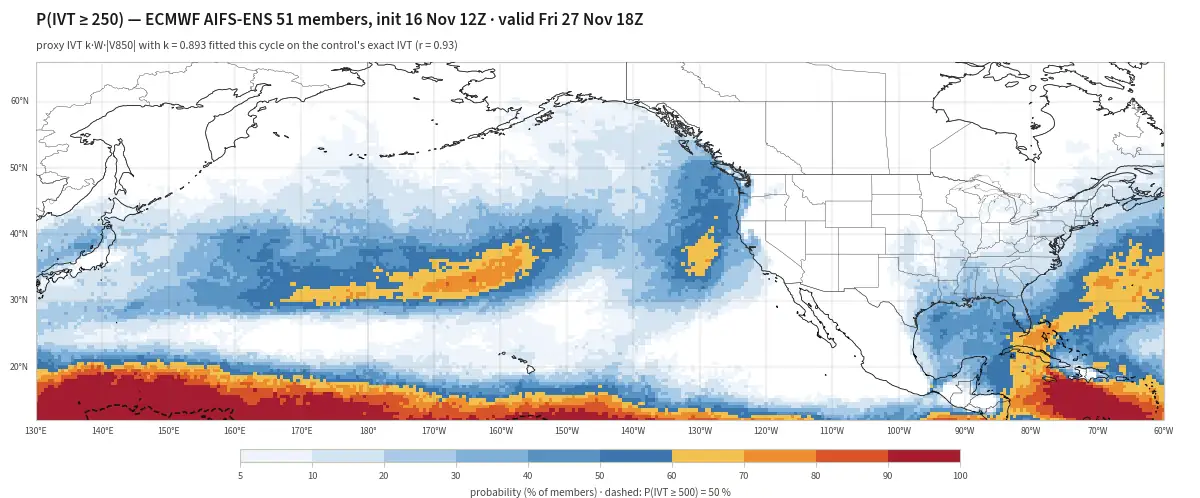 P(IVT ≥ 250) — ECMWF AIFS-ENS 51 members, init 16 Nov 12Z · valid Fri 27 Nov 18Z
proxy IVT k·W·|V850| with k = 0.893 fitted this cycle on the control's exact IVT (r = 0.93)
60°N
50°N
40°N
30°N
20°N
130°E 140°E 150°E 160°E 170°E 180° 170°W 160°W 150°W 140°W 130°W 120°W 110°W 100°W 90°W 80°W 70°W 60°W
5 10 20 30 40 50 60 70 80 90 100
probability (% of members) · dashed: P(IVT ≥ 500) = 50 %